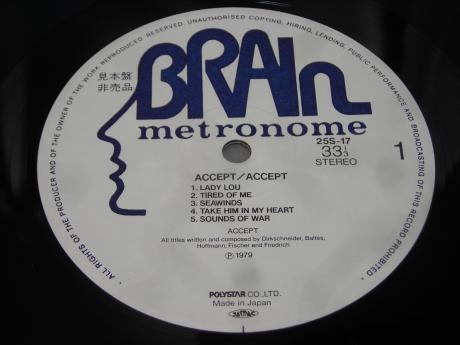 ALL RIGHTS OF THE PRODUCER AND OF THE OWNER OF THE WORK REPRODUCED RESERVED. UNAUTHORISED COPYING, HIRING, LENDING, PUBLIC PERFORMANCE AND BROADCASTING OF THIS RECORD PROHIBITED
BRAIN
metronome
見本盤
非売品
25S-17
33 1/3
STEREO
1
ACCEPT/ACCEPT
1. LADY LOU
2. TIRED OF ME
3. SEAWINDS
4. TAKE HIM IN MY HEART
5. SOUNDS OF WAR
ACCEPT
All titles written and composed by Dirkschneider, Baltes,
Hoffmann, Fischer and Friedrich
Ⓟ 1979
POLYSTAR CO.,LTD.
Made in Japan